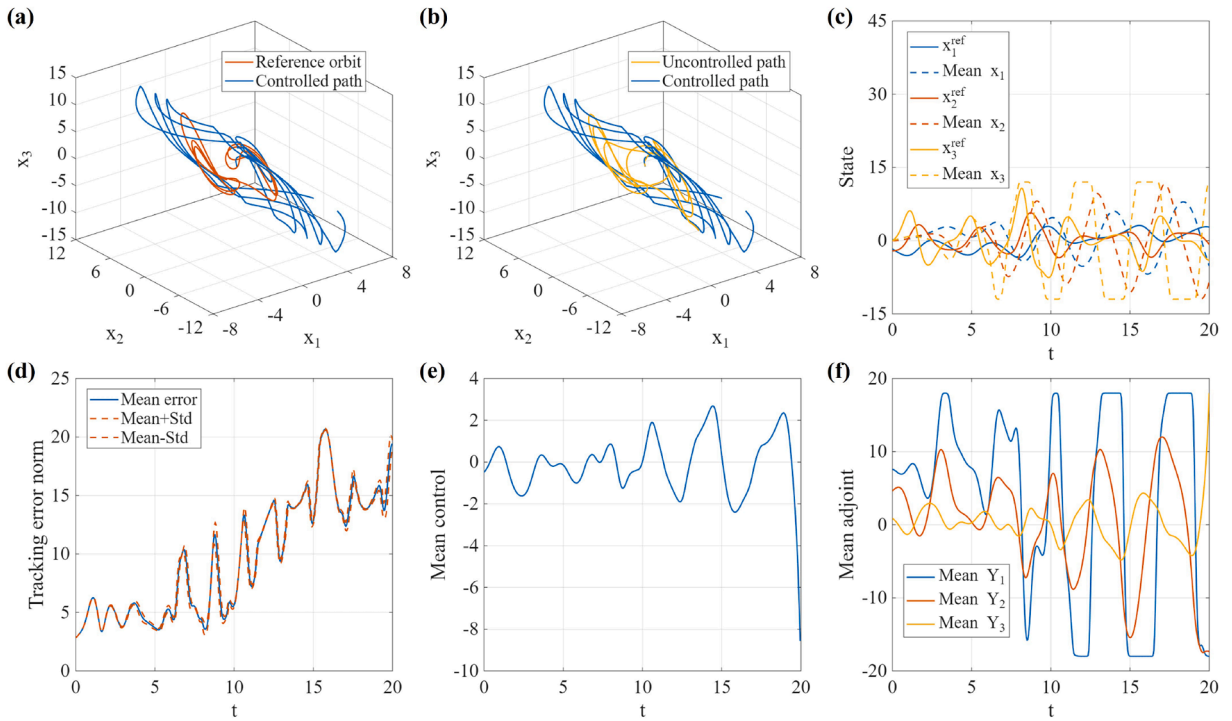 (a)
Reference orbit
Controlled path
x3
15
10
5
0
-5
-10
-15
12
6
0
-6
-12
-8
-4
0
4
8
x2
x1
(b)
Uncontrolled path
Controlled path
x3
15
10
5
0
-5
-10
-15
12
6
0
-6
-12
-8
-4
0
4
8
x2
x1
(c)
x1^ref
Mean x1
x2^ref
Mean x2
x3^ref
Mean x3
State
45
30
15
0
-15
0
5
10
15
20
t
(d)
Mean error
Mean+Std
Mean-Std
Tracking error norm
25
20
15
10
5
0
0
5
10
15
20
t
(e)
Mean control
4
2
0
-2
-4
-6
-8
-10
0
5
10
15
20
t
(f)
Mean Y1
Mean Y2
Mean Y3
Mean adjoint
20
10
0
-10
-20
0
5
10
15
20
t